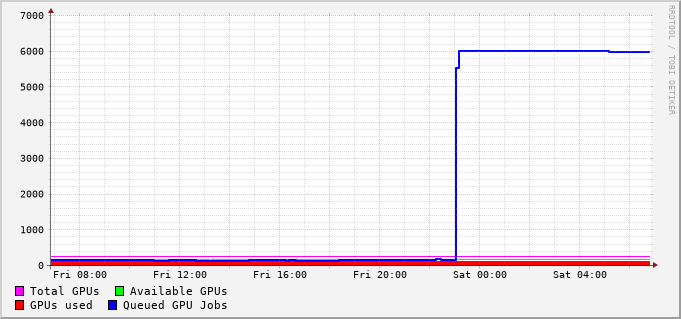 7000
6000
5000
4000
3000
2000
1000
0
Fri 08:00 Fri 12:00 Fri 16:00 Fri 20:00 Sat 00:00 Sat 04:00
Total GPUs Available GPUs
GPUs used Queued GPU Jobs
RRDTOOL / TOBI OETIKER